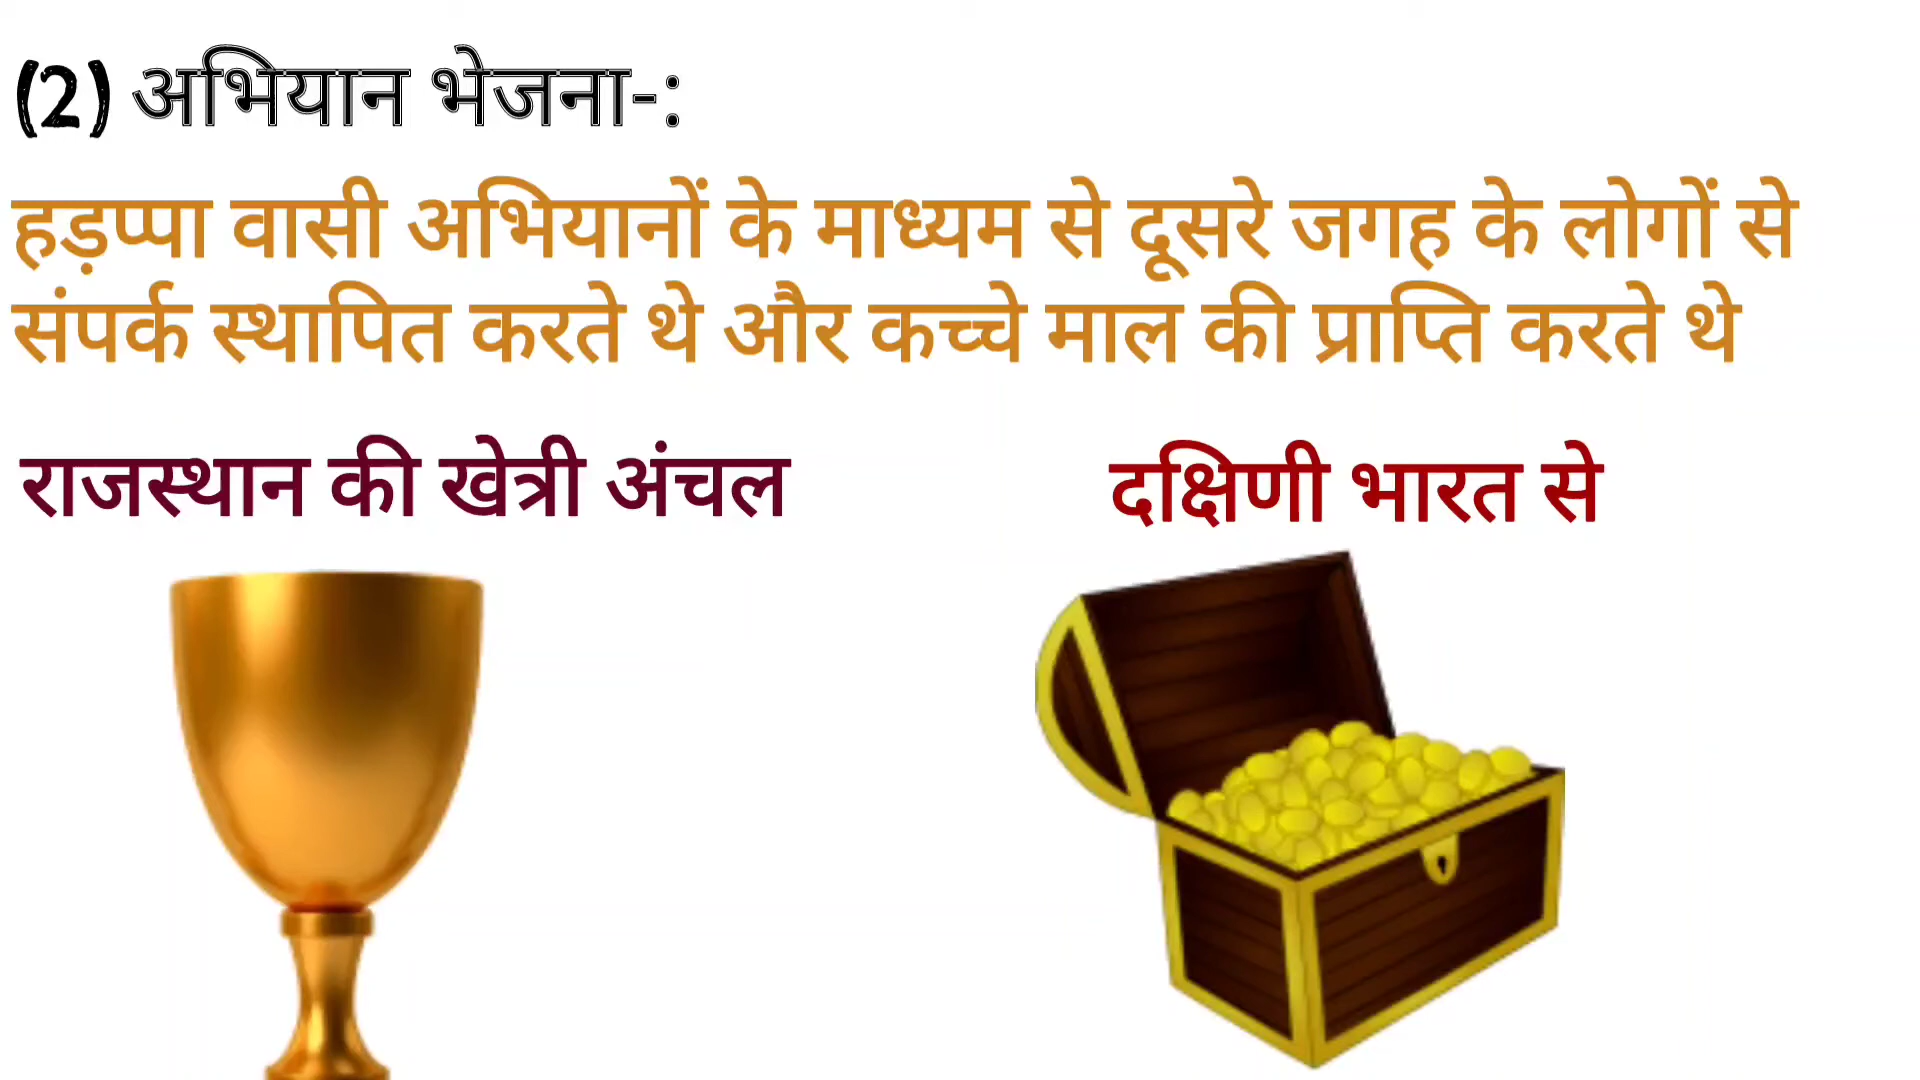 (2) अभियान भेजना-:
हड़प्पा वासी अभियानों के माध्यम से दूसरे जगह के लोगों से
संपर्क स्थापित करते थे और कच्चे माल की प्राप्ति करते थे
राजस्थान की खेत्री अंचल
दक्षिणी भारत से